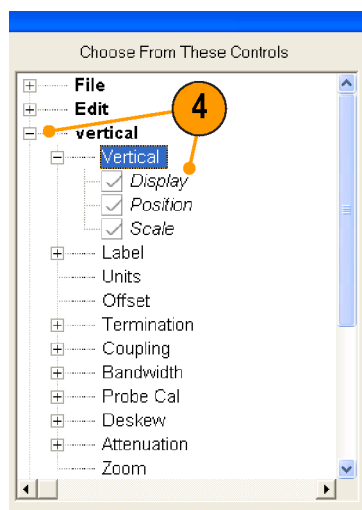 Choose From These Controls
File
Edit
4
vertical
Vertical
Display
Position
Scale
Label
Units
Offset
Termination
Coupling
Bandwidth
Probe Cal
Deskew
Attenuation
Zoom